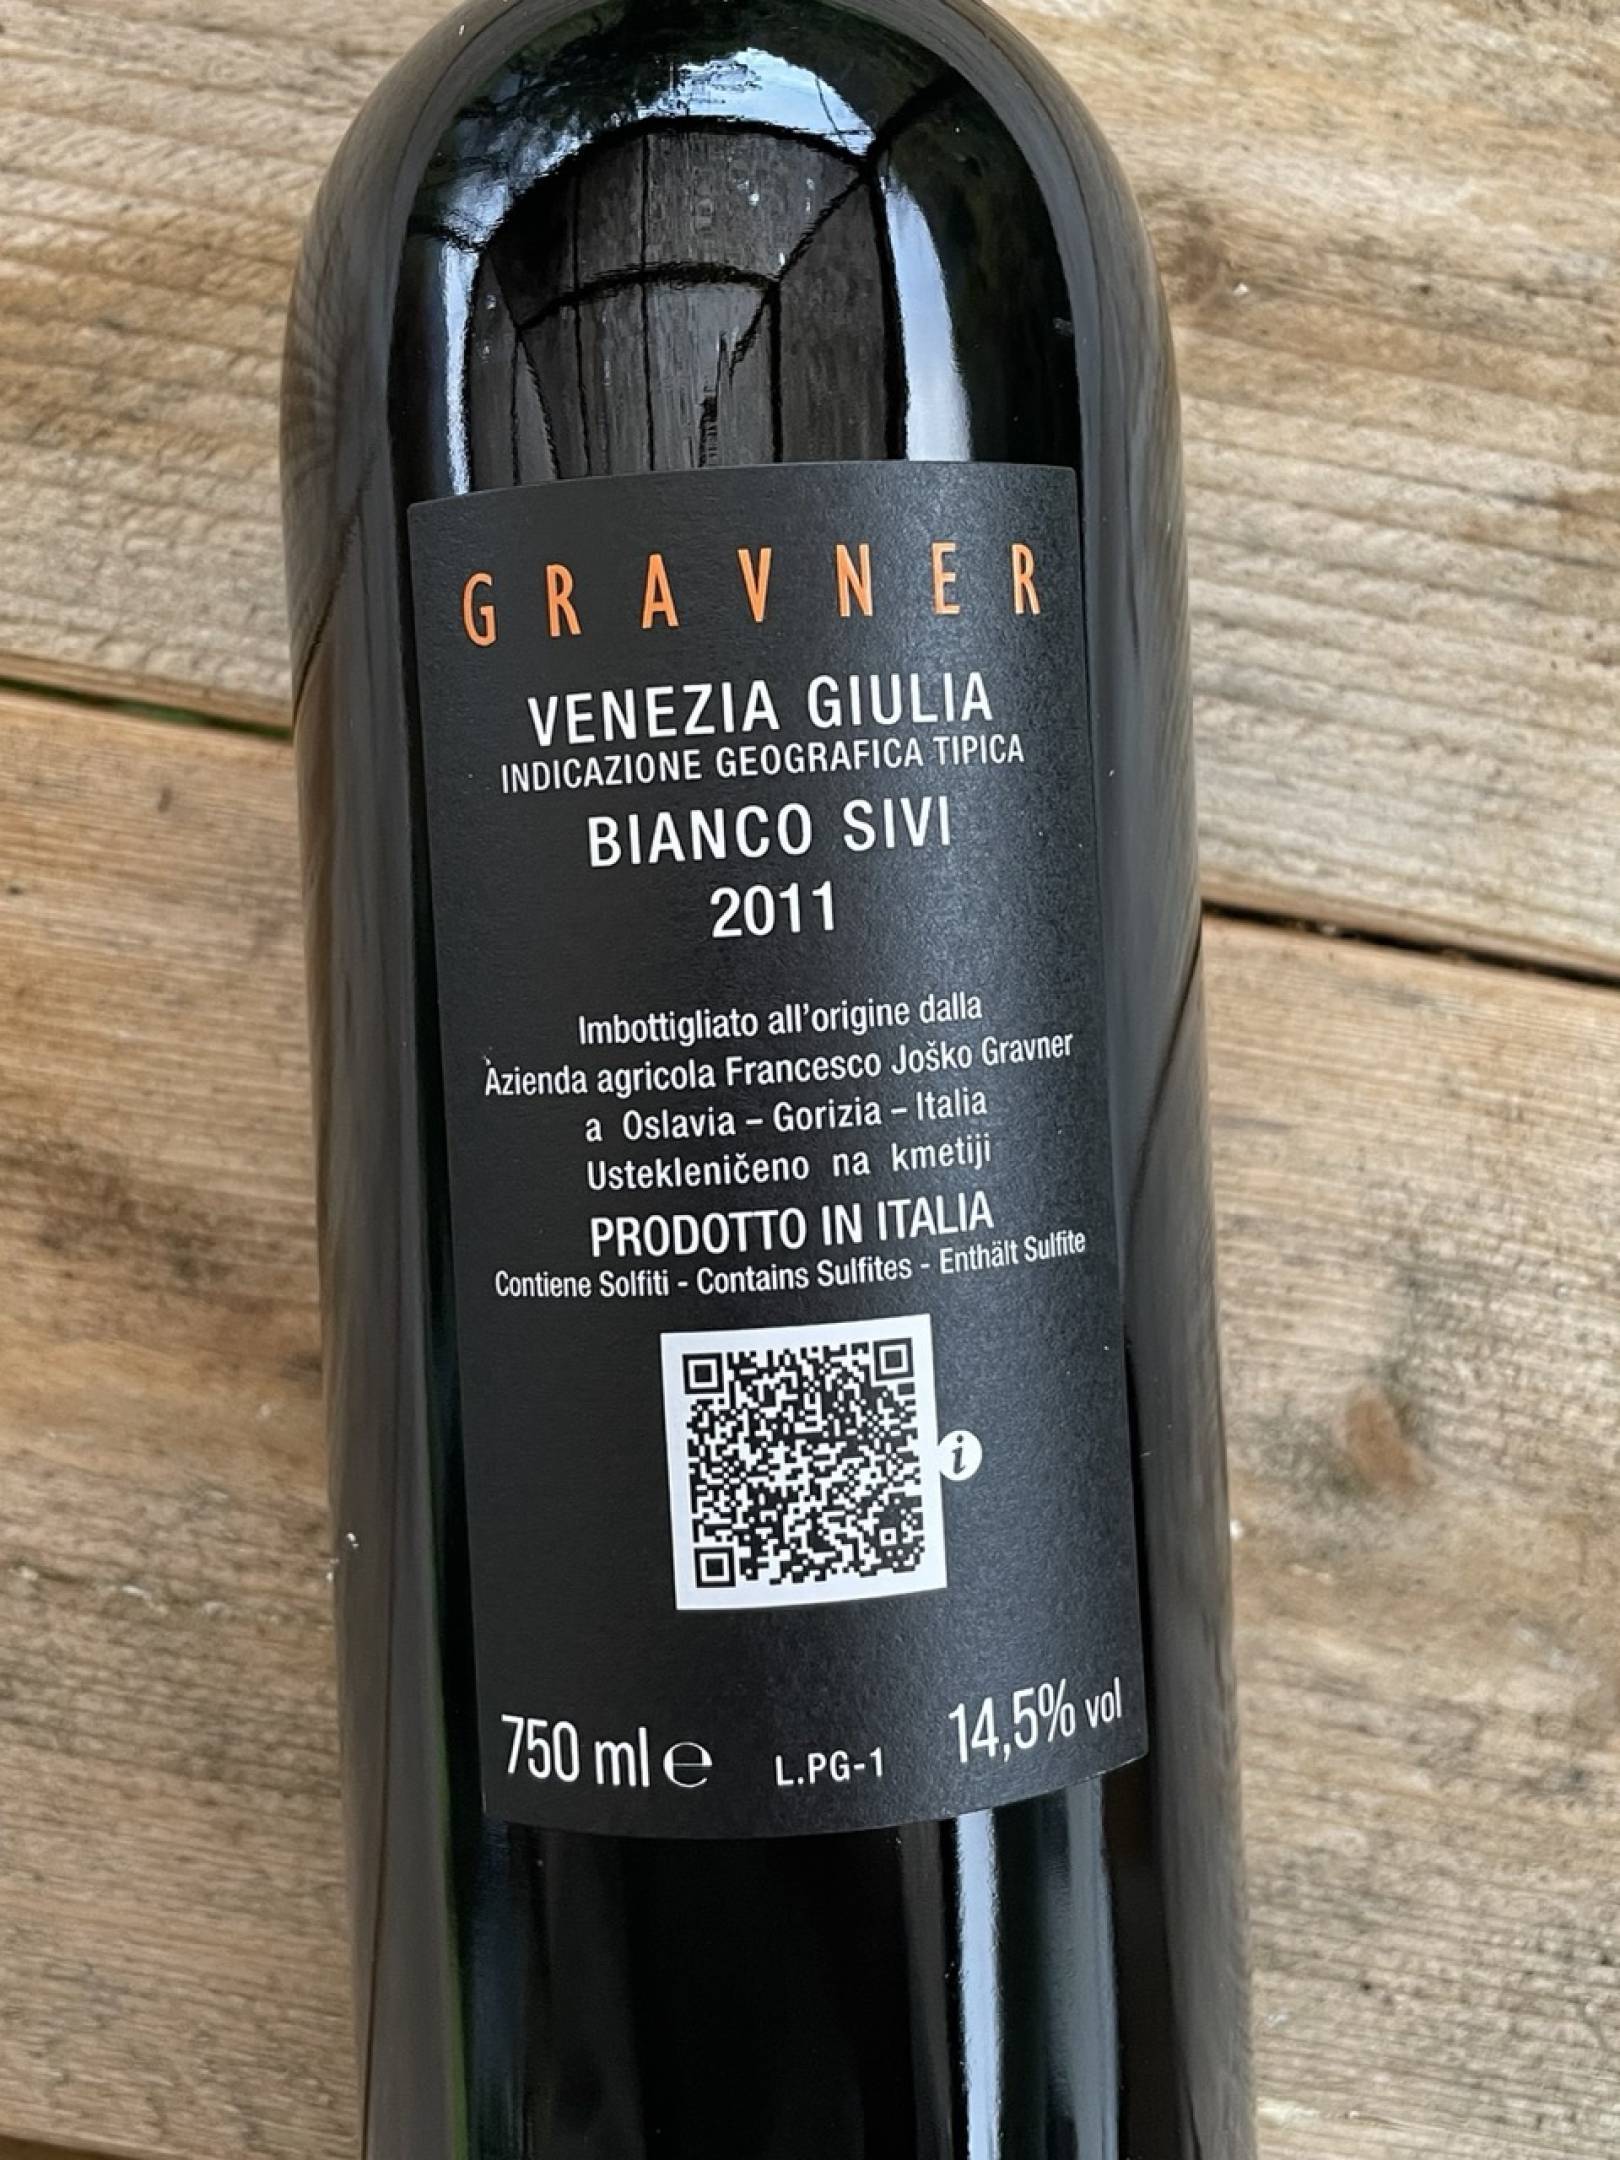 GRAVNER
VENEZIA GIULIA
INDICAZIONE GEOGRAFICA TIPICA
BIANCO SIVI
2011
Imbottigliato all'origine dalla
Azienda agricola Francesco Joško Gravner
a Oslavia – Gorizia – Italia
Ustekleničeno na kmetiji
PRODOTTO IN ITALIA
Contiene Solfiti - Contains Sulfites - Enthält Sulfite
i
750 ml e L.PG-1 14,5% vol